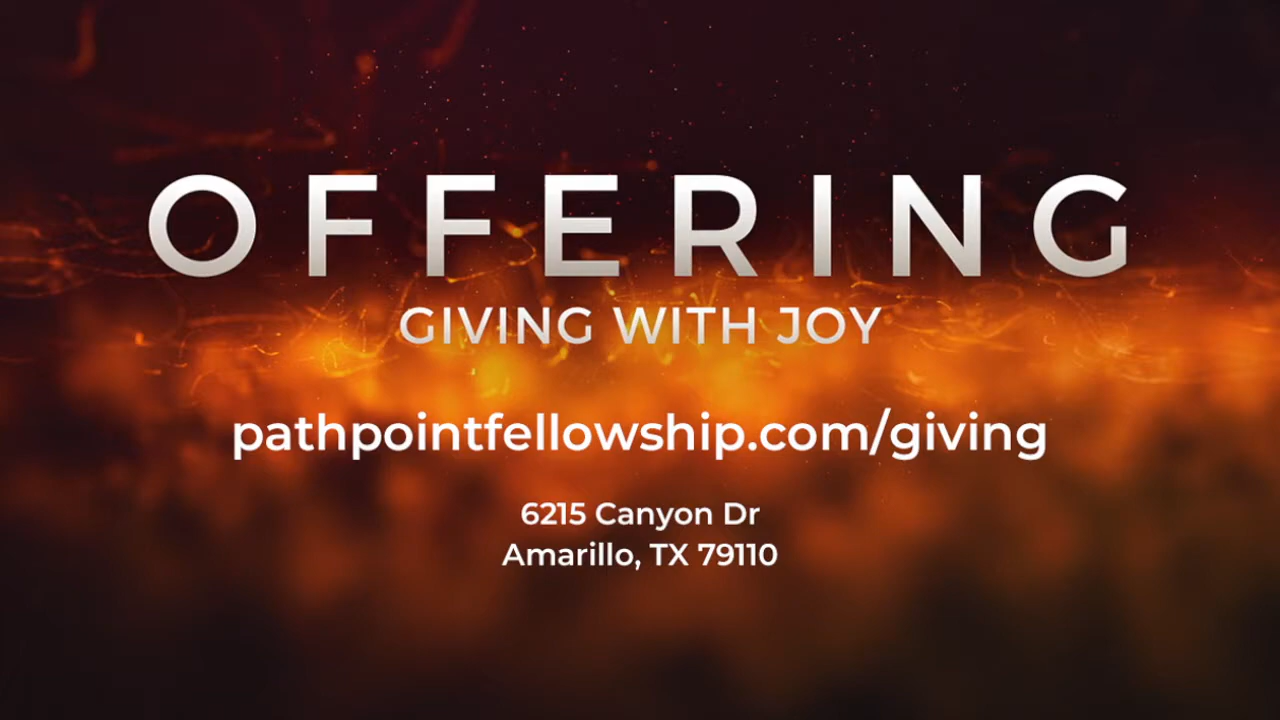 OFFERING
GIVING WITH JOY
pathpointfellowship.com/giving
6215 Canyon Dr
Amarillo, TX 79110